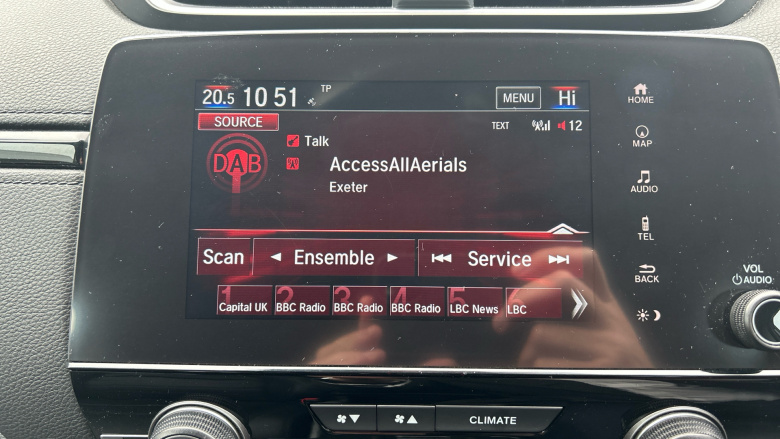 20.5 10 51 TP MENU Hi
SOURCE TEXT 12
DAB
Talk
AccessAllAerials
Exeter
Scan Ensemble Service
1 2 3 4 5 6
Capital UK BBC Radio BBC Radio BBC Radio LBC News LBC
HOME
MAP
AUDIO
TEL
BACK
VOL
AUDIO
CLIMATE